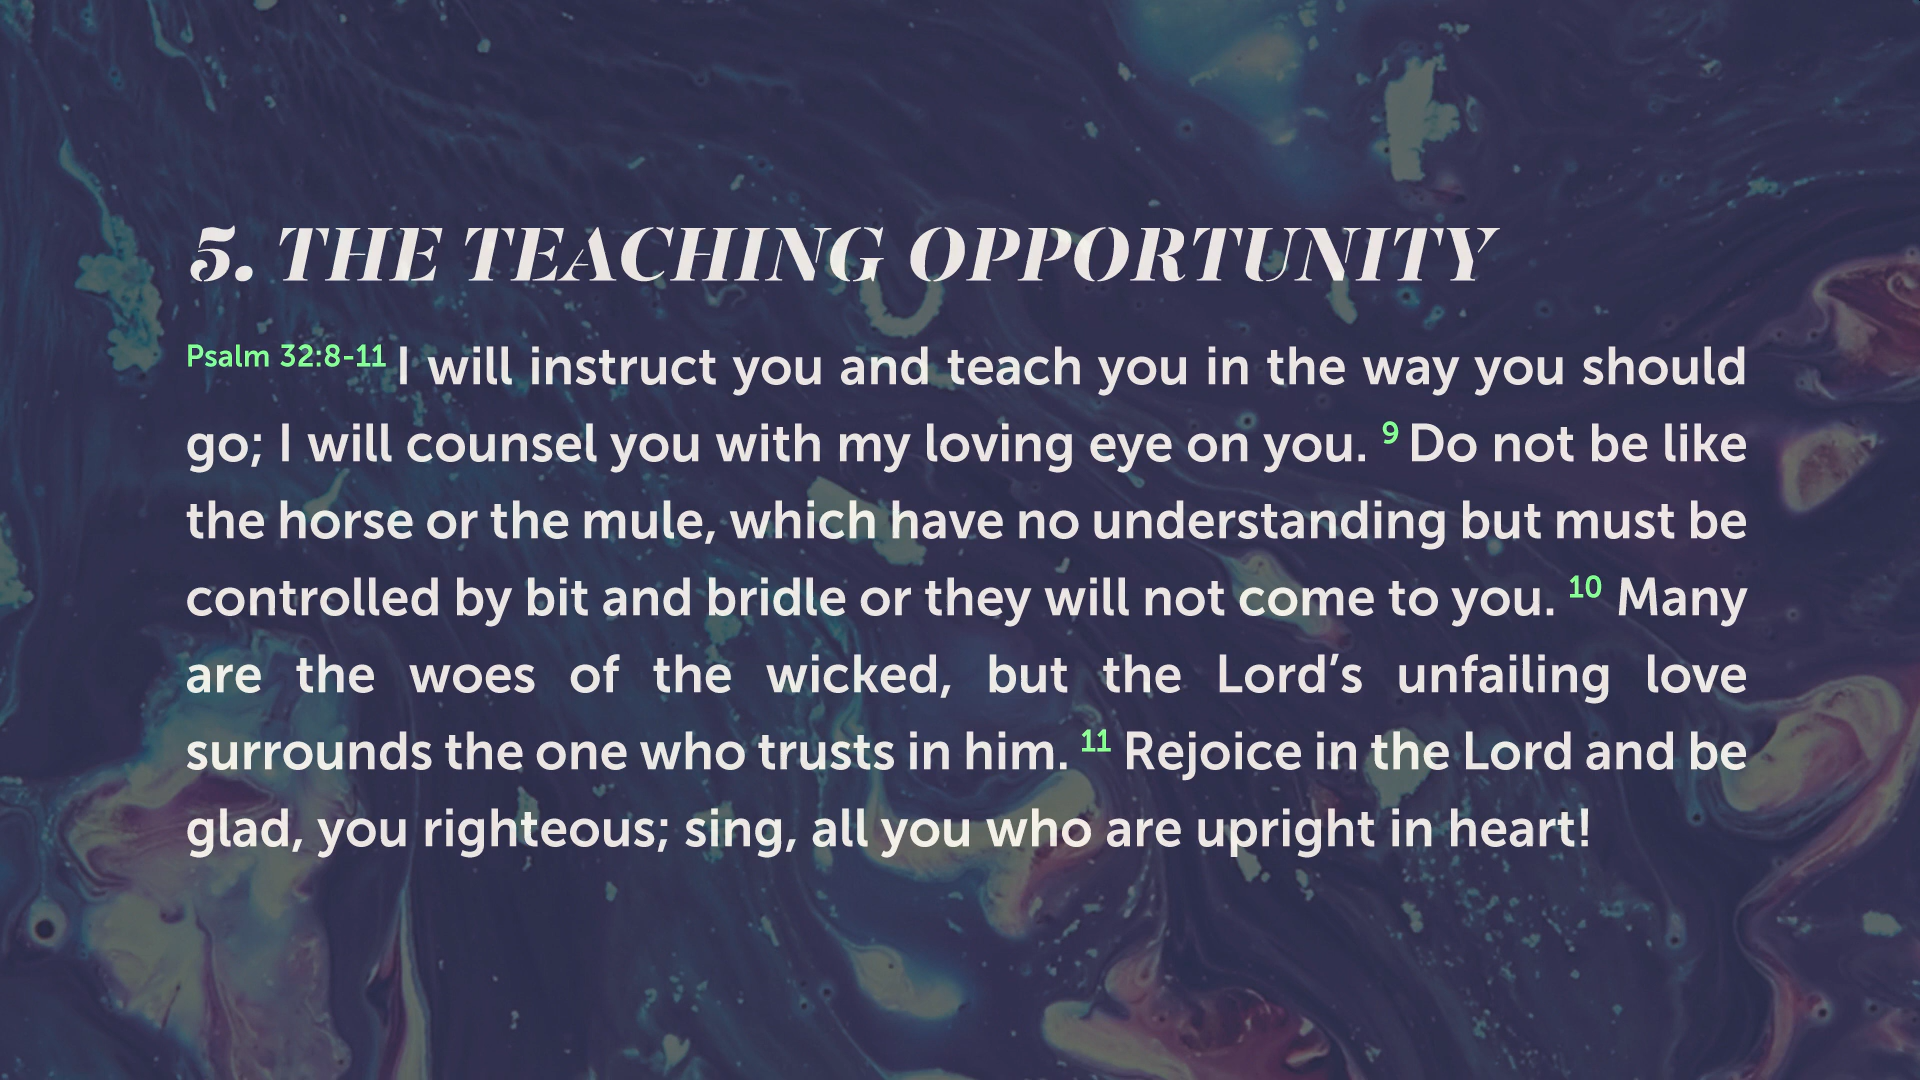 5. THE TEACHING OPPORTUNITY
Psalm 32:8-11 I will instruct you and teach you in the way you should
go; I will counsel you with my loving eye on you. 9 Do not be like
the horse or the mule, which have no understanding but must be
controlled by bit and bridle or they will not come to you. 10 Many
are the woes of the wicked, but the Lord’s unfailing love
surrounds the one who trusts in him. 11 Rejoice in the Lord and be
glad, you righteous; sing, all you who are upright in heart!